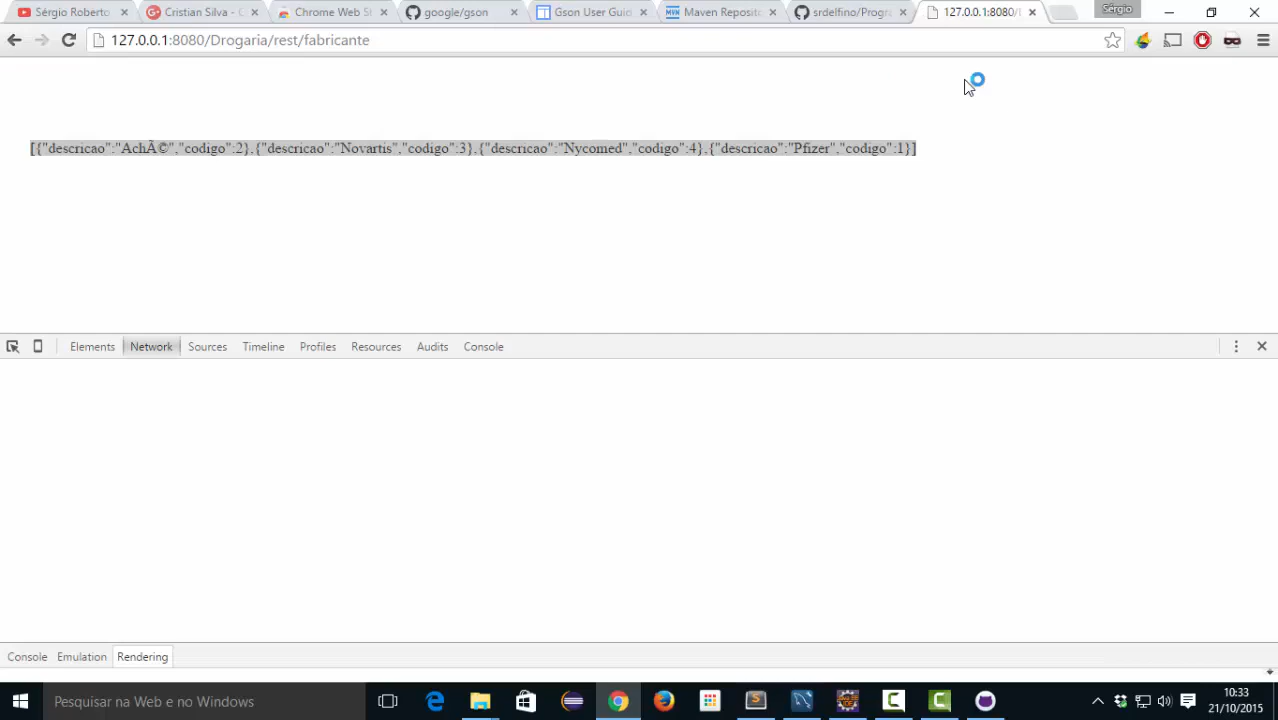 Sérgio Roberto
Cristian Silva - G
Chrome Web St
google/gson
Gson User Guid
Maven Reposito
srdelfino/Progra
127.0.0.1:8080/
Sérgio
127.0.0.1:8080/Drogaria/rest/fabricante
[{"descricao":"AchÃ©","codigo":2},{"descricao":"Novartis","codigo":3},{"descricao":"Nycomed","codigo":4},{"descricao":"Pfizer","codigo":1}]
Elements Network Sources Timeline Profiles Resources Audits Console
Console Emulation Rendering
Pesquisar na Web e no Windows
10:33
21/10/2015